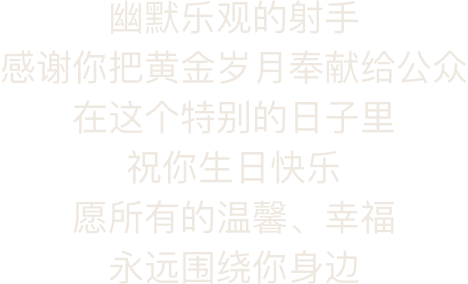 幽默乐观的射手
感谢你把黄金岁月奉献给公众
在这个特别的日子里
祝你生日快乐
愿所有的温馨、幸福
永远围绕你身边